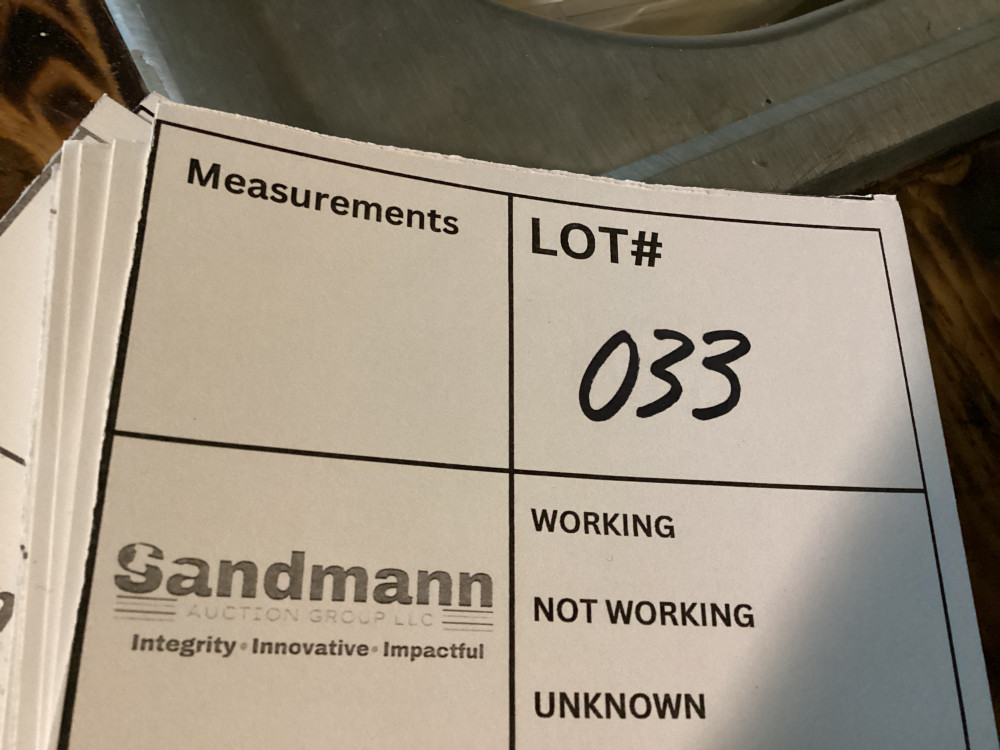 Measurements
LOT#
033
Sandmann
AUCTION GROUP LLC
Integrity • Innovative • Impactful
WORKING
NOT WORKING
UNKNOWN